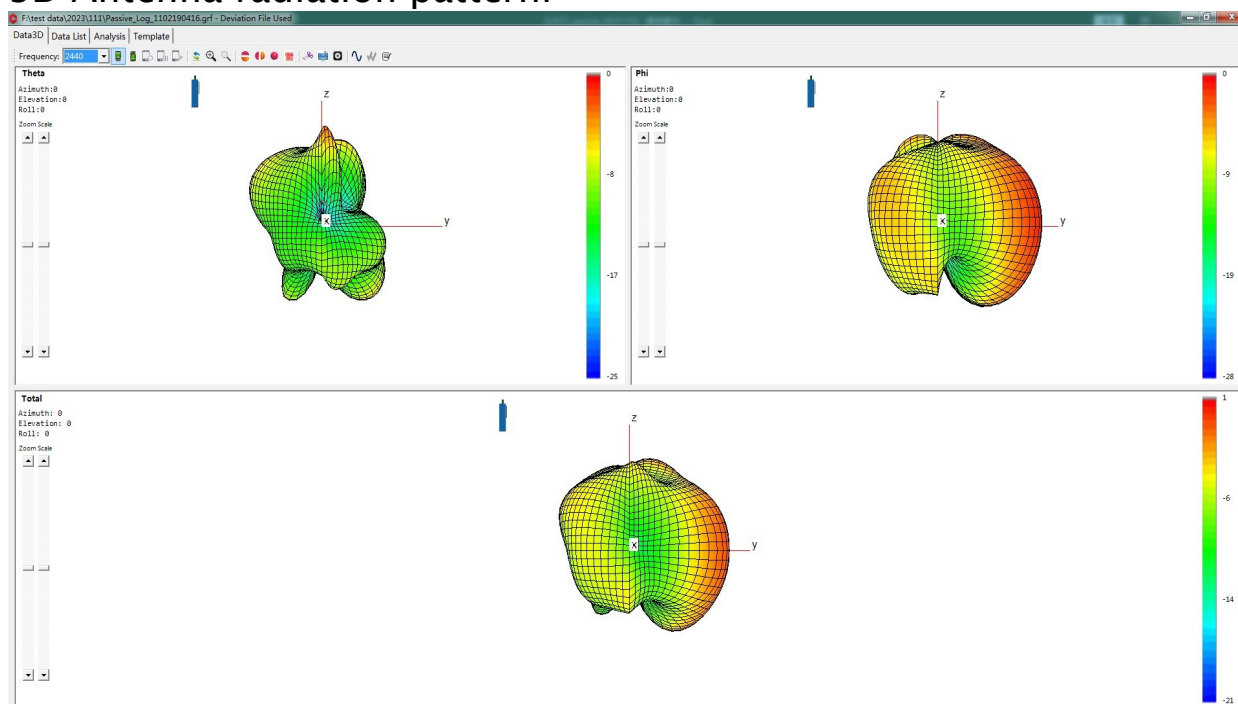 3D Antenna radiation pattern:
F:\test data\2023\111\Passive_Log_1102190416.grf - Deviation File Used
Data3D Data List Analysis Template
Frequency: 2440
Theta
Azimuth:0
Elevation:0
Roll:0
Zoom Scale
z
y
x
0
-8
-17
-25
Phi
Azimuth:0
Elevation:0
Roll:0
Zoom Scale
z
y
x
0
-9
-19
-28
Total
Azimuth: 0
Elevation: 0
Roll: 0
Zoom Scale
z
y
x
1
-6
-14
-21